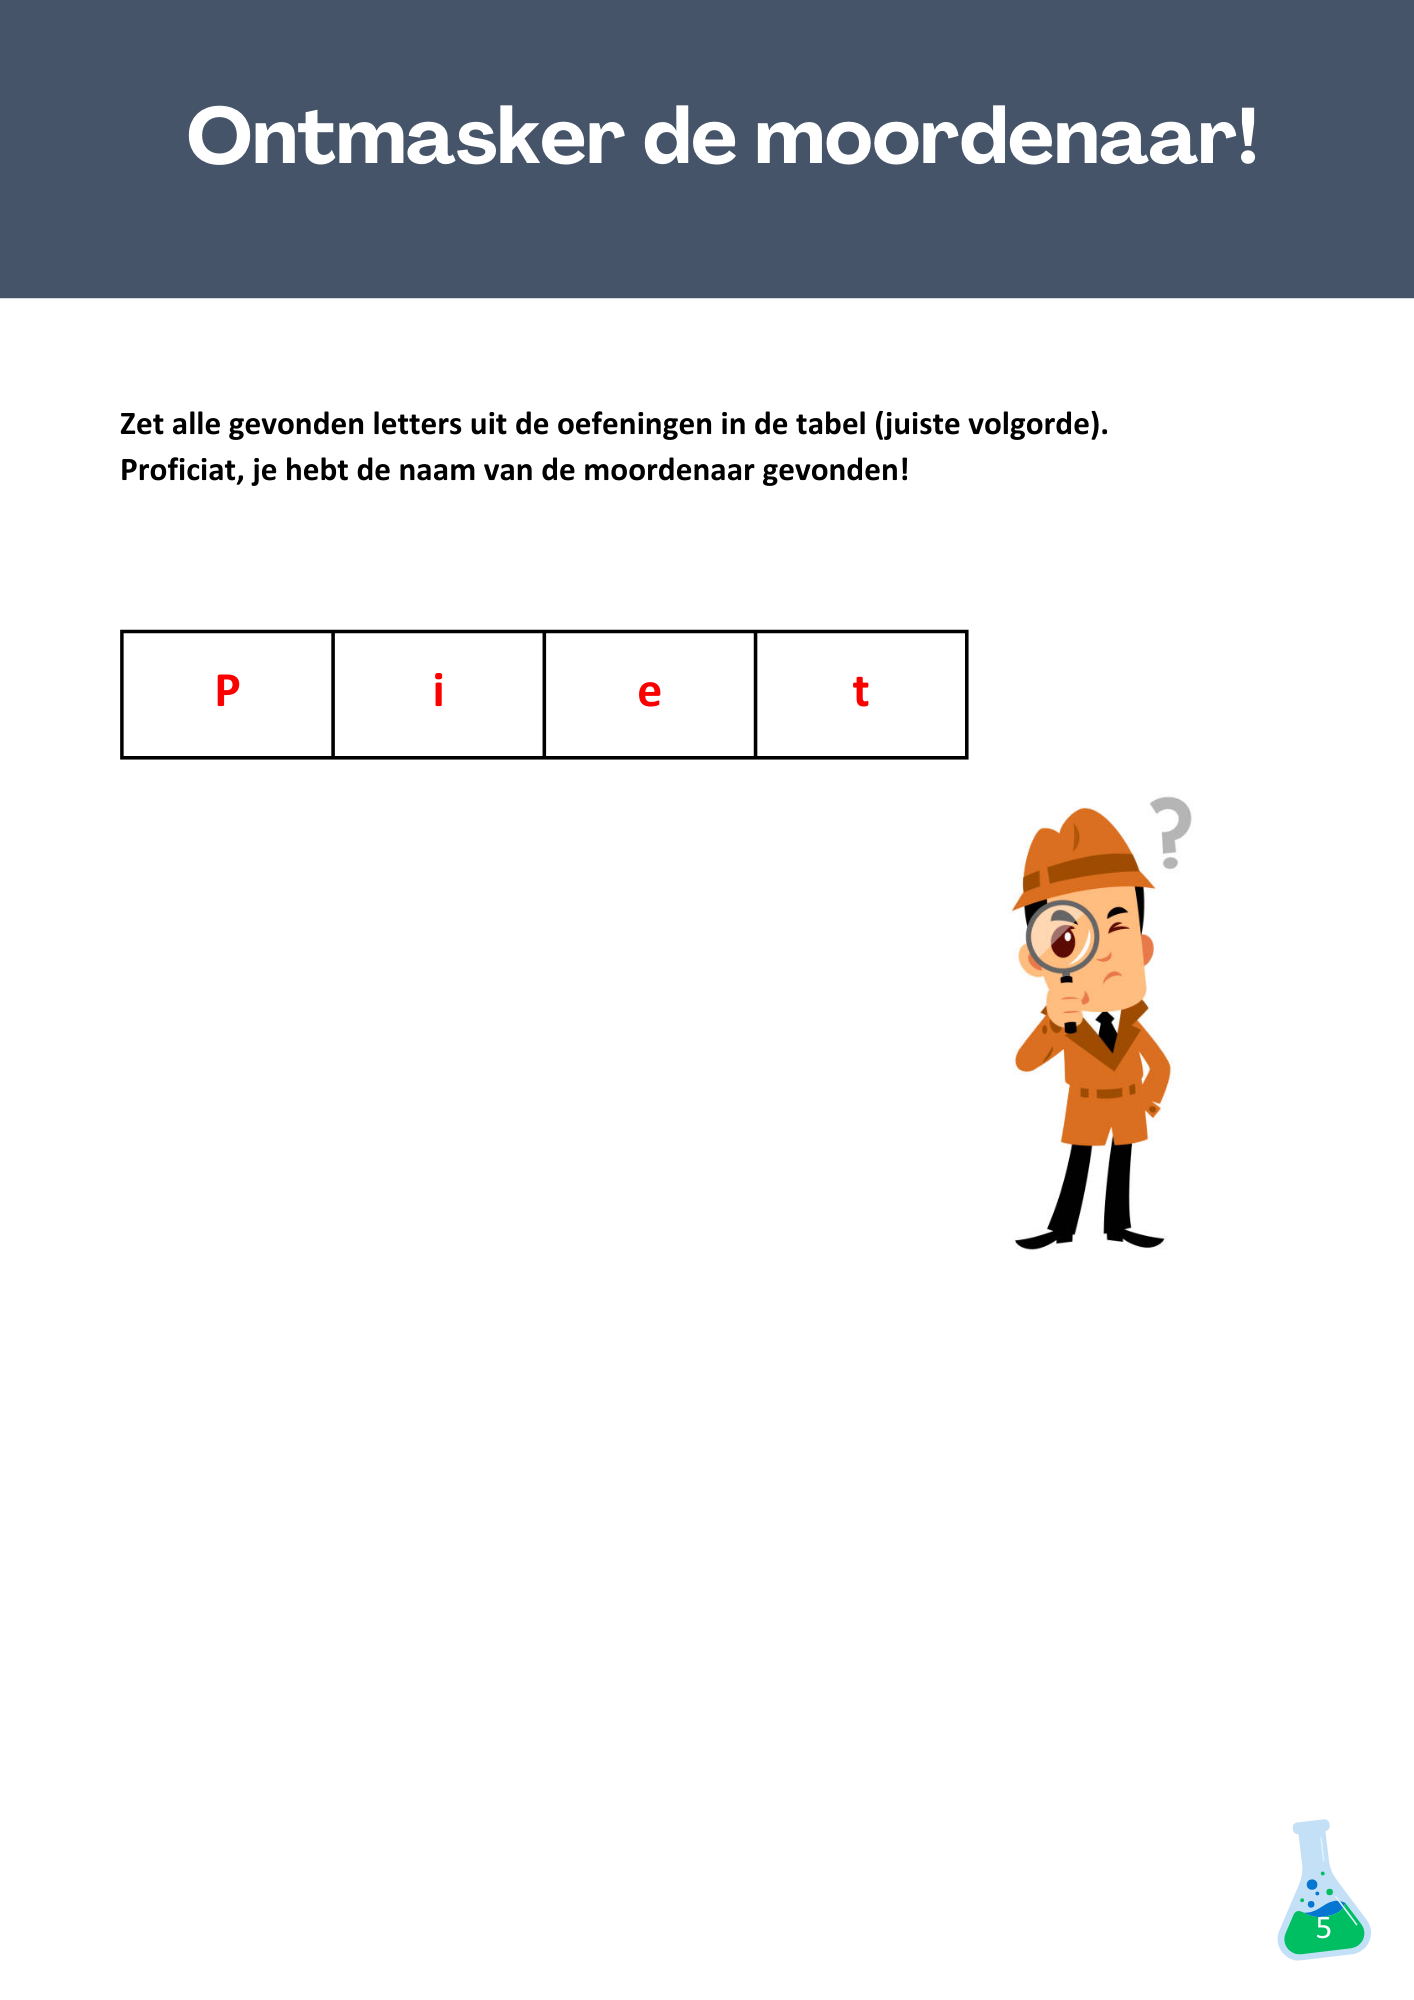 Ontmasker de moordenaar!
Zet alle gevonden letters uit de oefeningen in de tabel (juiste volgorde).
Proficiat, je hebt de naam van de moordenaar gevonden!
P i e t
?
5